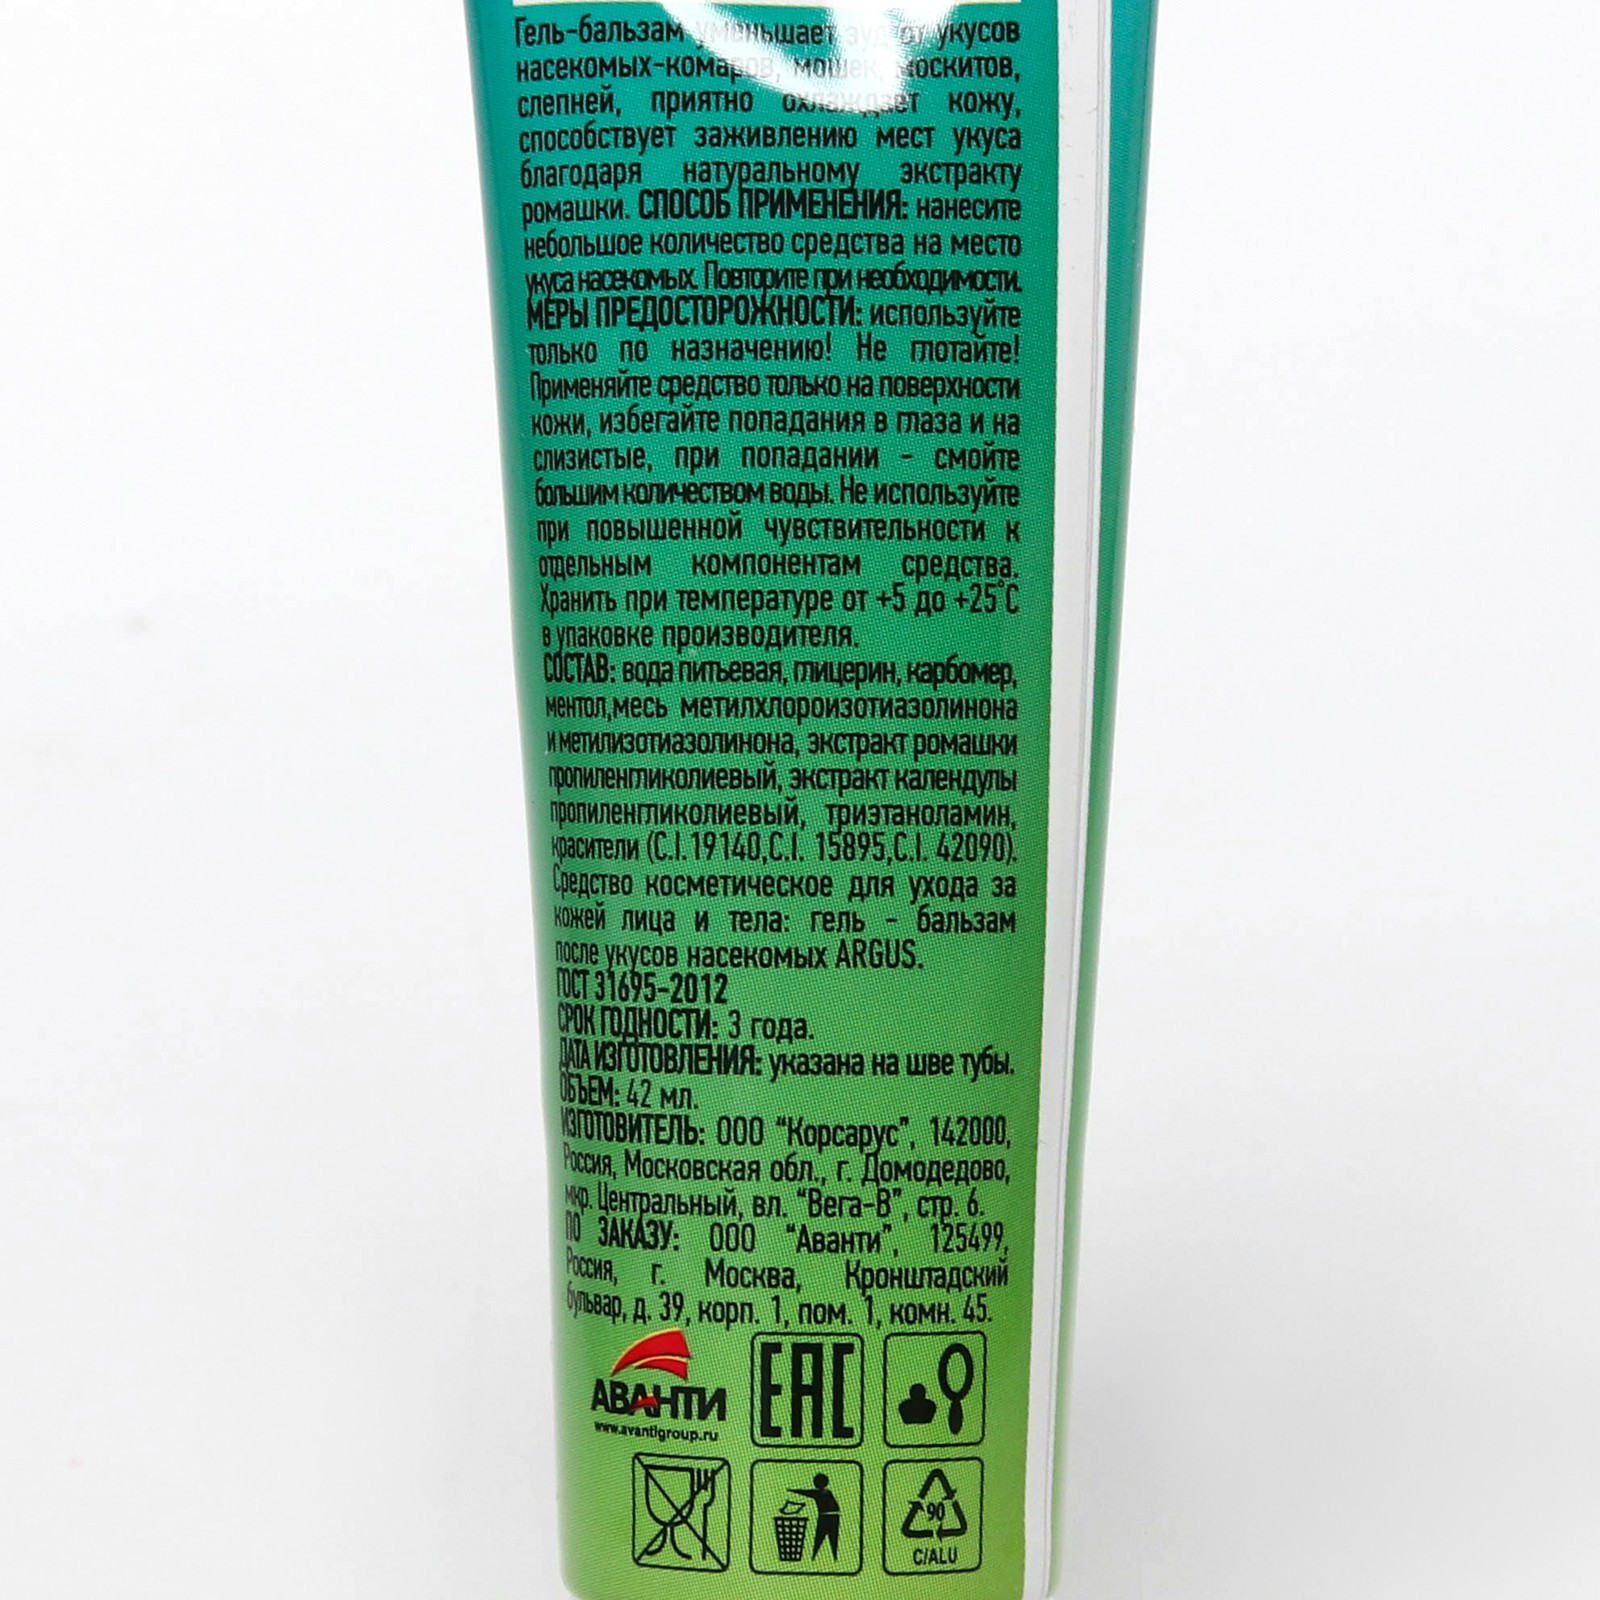 Гель-бальзам уменьшает зуд от укусов
насекомых-комаров, мошек, москитов,
слепней, приятно охлаждает кожу,
способствует заживлению мест укуса
благодаря натуральному экстракту
ромашки. СПОСОБ ПРИМЕНЕНИЯ: нанесите
небольшое количество средства на место
укуса насекомых. Повторите при необходимости.
МЕРЫ ПРЕДОСТОРОЖНОСТИ: используйте
только по назначению! Не глотайте!
Применяйте средство только на поверхности
кожи, избегайте попадания в глаза и на
слизистые, при попадании - смойте
большим количеством воды. Не используйте
при повышенной чувствительности к
отдельным компонентам средства.
Хранить при температуре от +5 до +25°С
в упаковке производителя.
СОСТАВ: вода питьевая, глицерин, карбомер,
ментол,месь метилхлороизотиазолинона
и метилизотиазолинона, экстракт ромашки
пропиленгликолиевый, экстракт календулы
пропиленгликолиевый, триэтаноламин,
красители (C.I.19140,C.I. 15895,C.I. 42090).
Средство косметическое для ухода за
кожей лица и тела: гель - бальзам
после укусов насекомых ARGUS.
ГОСТ 31695-2012
СРОК ГОДНОСТИ: 3 года.
ДАТА ИЗГОТОВЛЕНИЯ: указана на шве тубы.
ОБЪЕМ: 42 мл.
ИЗГОТОВИТЕЛЬ: ООО “Корсарус”, 142000,
Россия, Московская обл., г. Домодедово,
мкр. Центральный, вл. “Вега-В”, стр. 6.
ПО ЗАКАЗУ: ООО “Аванти”, 125499,
Россия, г. Москва, Кронштадский
бульвар, д. 39, корп. 1, пом. 1, комн. 45.
АВАНТИ
www.avantigroup.ru
EAC
90
C/ALU